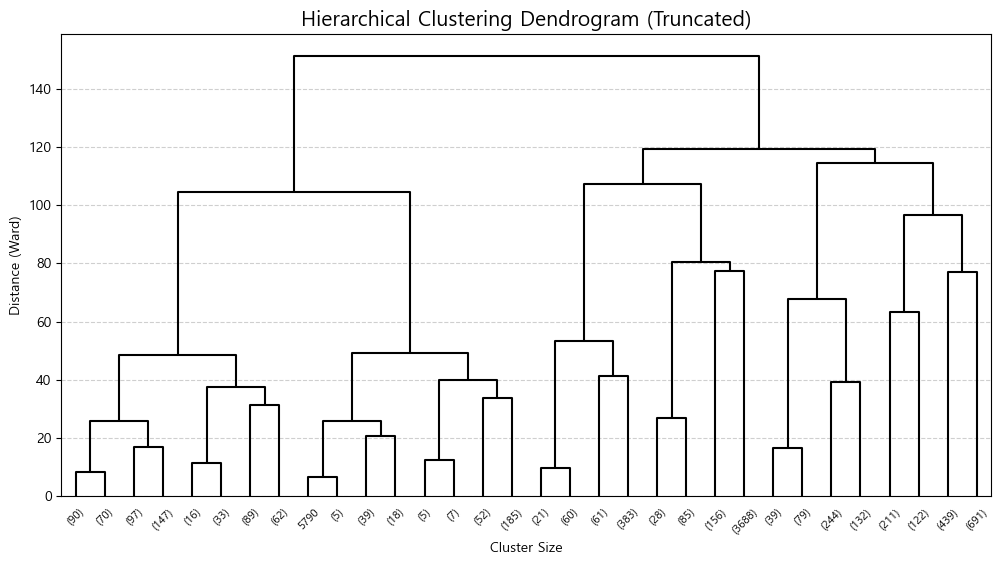 Hierarchical Clustering Dendrogram (Truncated)
Distance (Ward)
140
120
100
80
60
40
20
0
(90) (70) (97) (147) (16) (33) (89) (62) 5790 (5) (39) (18) (5) (7) (52) (185) (21) (60) (61) (383) (28) (85) (156) (3688) (39) (79) (244) (132) (211) (122) (439) (691)
Cluster Size